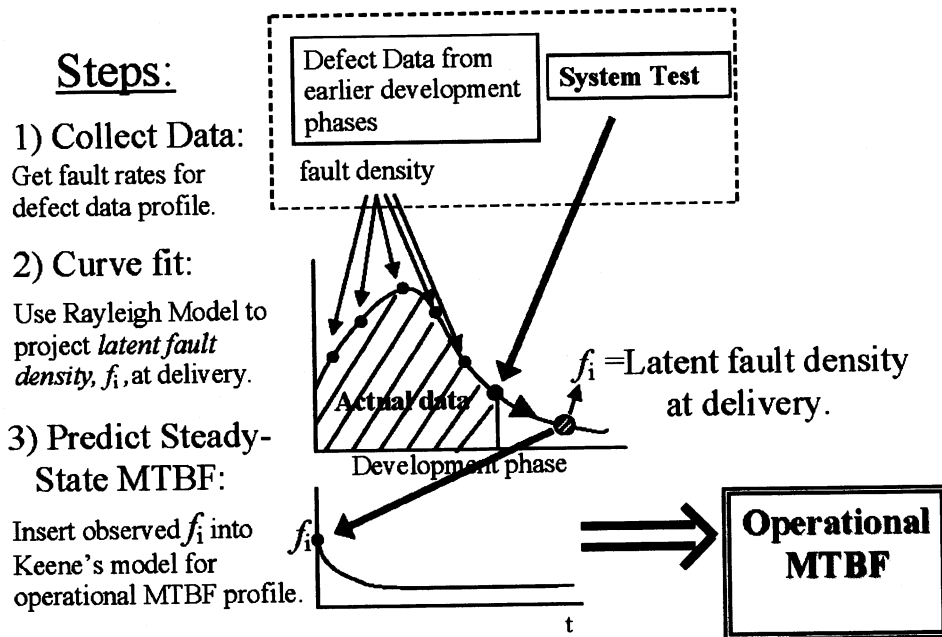 Steps:
1) Collect Data:
Get fault rates for
defect data profile.
2) Curve fit:
Use Rayleigh Model to
project latent fault
density, fi, at delivery.
3) Predict Steady-
State MTBF:
Insert observed fi into
Keene's model for
operational MTBF profile.
Defect Data from
earlier development
phases
System Test
fault density
Actual data
Development phase
fi =Latent fault density
at delivery.
fi
t
Operational
MTBF